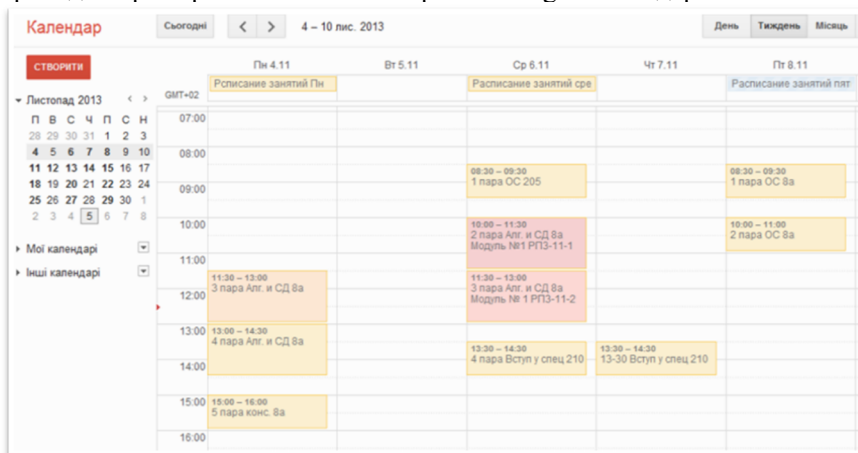 Календар
Сьогодні
4 – 10 лис. 2013
День Тиждень Місяць
СТВОРИТИ
Листопад 2013
П В С Ч П С Н
28 29 30 31 1 2 3
4 5 6 7 8 9 10
11 12 13 14 15 16 17
18 19 20 21 22 23 24
25 26 27 28 29 30 1
2 3 4 5 6 7 8
Мої календарі
Інші календарі
Пн 4.11 Вт 5.11 Ср 6.11 Чт 7.11 Пт 8.11
GMT+02
Рсписание занятий Пн
Расписание занятий сре
Расписание занятий пят
07:00
08:00
08:30 – 09:30
1 пара ОС 205
08:30 – 09:30
1 пара ОС 8а
09:00
10:00
10:00 – 11:30
2 пара Алг. и СД 8а
Модуль №1 РПЗ-11-1
10:00 – 11:00
2 пара ОС 8а
11:00
11:30 – 13:00
3 пара Алг. и СД 8а
11:30 – 13:00
3 пара Алг. и СД 8а
Модуль № 1 РПЗ-11-2
12:00
13:00
13:00 – 14:30
4 пара Алг. и СД 8а
13:30 – 14:30
4 пара Вступ у спец 210
13:30 – 14:30
13-30 Вступ у спец 210
14:00
15:00
15:00 – 16:00
5 пара конс. 8а
16:00